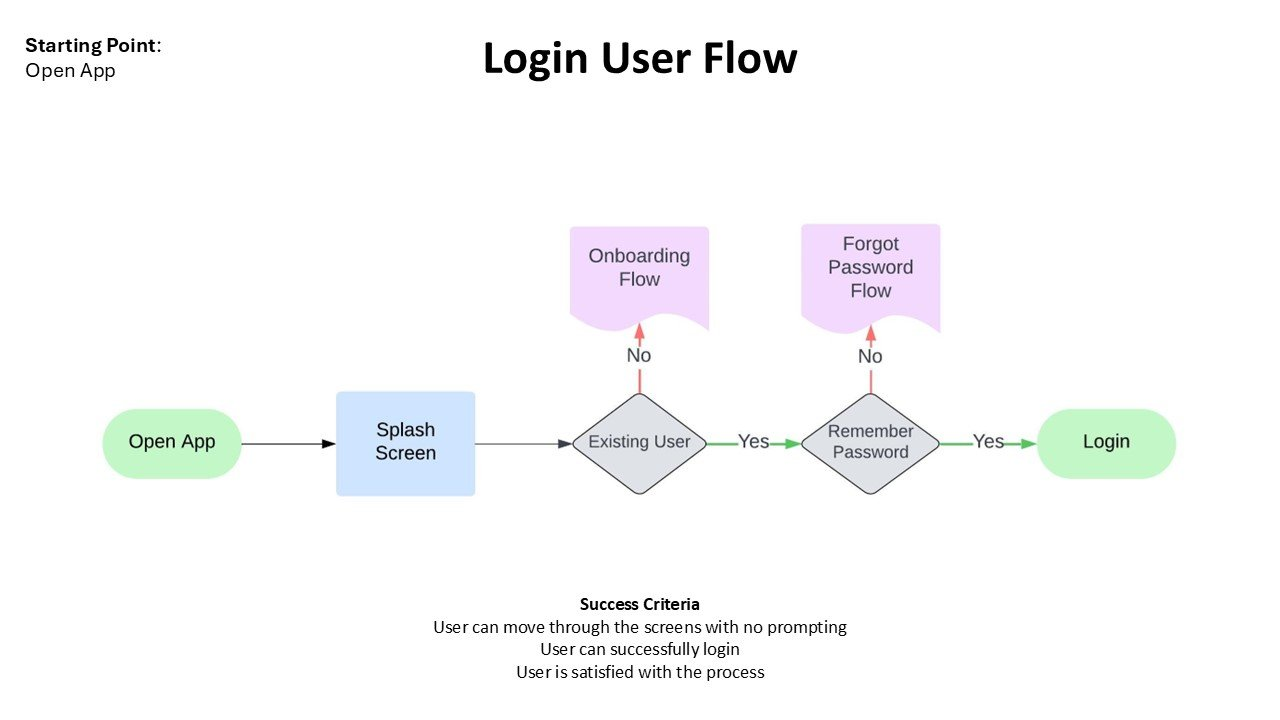 Starting Point:
Open App
Login User Flow
Onboarding
Flow
Forgot
Password
Flow
No
No
Open App
Splash
Screen
Existing User
Yes
Remember
Password
Yes
Login
Success Criteria
User can move through the screens with no prompting
User can successfully login
User is satisfied with the process